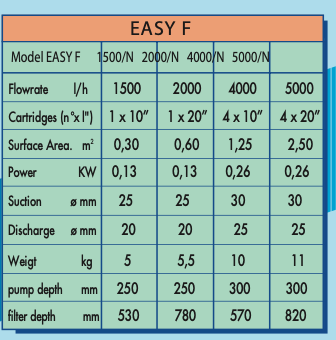 EASY F
Model EASY F 1500/N 2000/N 4000/N 5000/N
Flowrate l/h 1500 2000 4000 5000
Cartridges (n°x l") 1 x 10” 1 x 20” 4 x 10” 4 x 20”
Surface Area. m² 0,30 0,60 1,25 2,50
Power KW 0,13 0,13 0,26 0,26
Suction ø mm 25 25 30 30
Discharge ø mm 20 20 25 25
Weigt kg 5 5,5 10 11
pump depth mm 250 250 300 300
filter depth mm 530 780 570 820